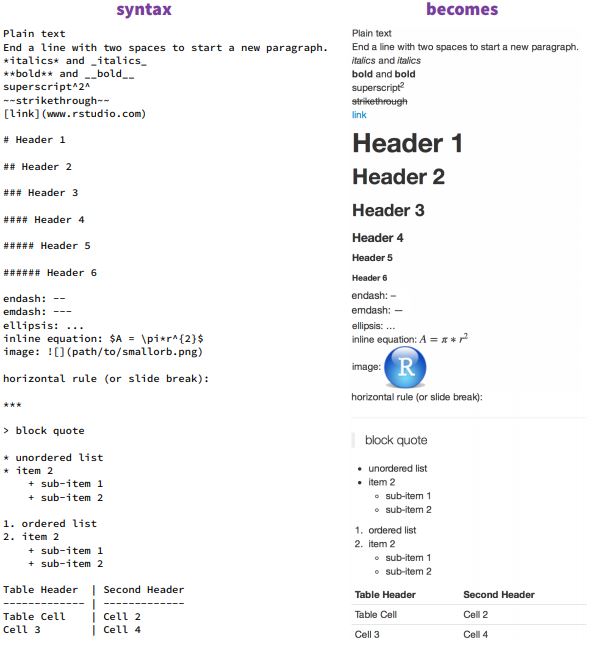 syntax
Plain text
End a line with two spaces to start a new paragraph.
*italics* and _italics_
**bold** and __bold__
superscript^2^
~~strikethrough~~
[link](www.rstudio.com)
# Header 1
## Header 2
### Header 3
#### Header 4
##### Header 5
###### Header 6
endash: --
emdash: ---
ellipsis: ...
inline equation: $A = \pi*r^{2}$
image: ![](path/to/smallorb.png)
horizontal rule (or slide break):
***
> block quote
* unordered list
* item 2
    + sub-item 1
    + sub-item 2
1. ordered list
2. item 2
    + sub-item 1
    + sub-item 2
Table Header | Second Header
------------- | -------------
Table Cell | Cell 2
Cell 3 | Cell 4
becomes
Plain text
End a line with two spaces to start a new paragraph.
italics and italics
bold and bold
superscript²
strikethrough
link
Header 1
Header 2
Header 3
Header 4
Header 5
Header 6
endash: –
emdash: —
ellipsis: …
inline equation: A = π * r²
image: R
horizontal rule (or slide break):
block quote
• unordered list
• item 2
◦ sub-item 1
◦ sub-item 2
1. ordered list
2. item 2
◦ sub-item 1
◦ sub-item 2
Table Header Second Header
Table Cell Cell 2
Cell 3 Cell 4